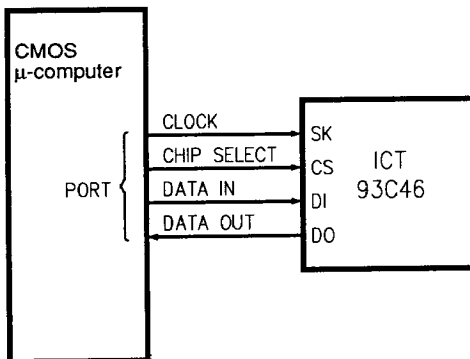 CMOS
μ-computer
PORT
CLOCK
CHIP SELECT
DATA IN
DATA OUT
SK
CS
DI
DO
ICT
93C46